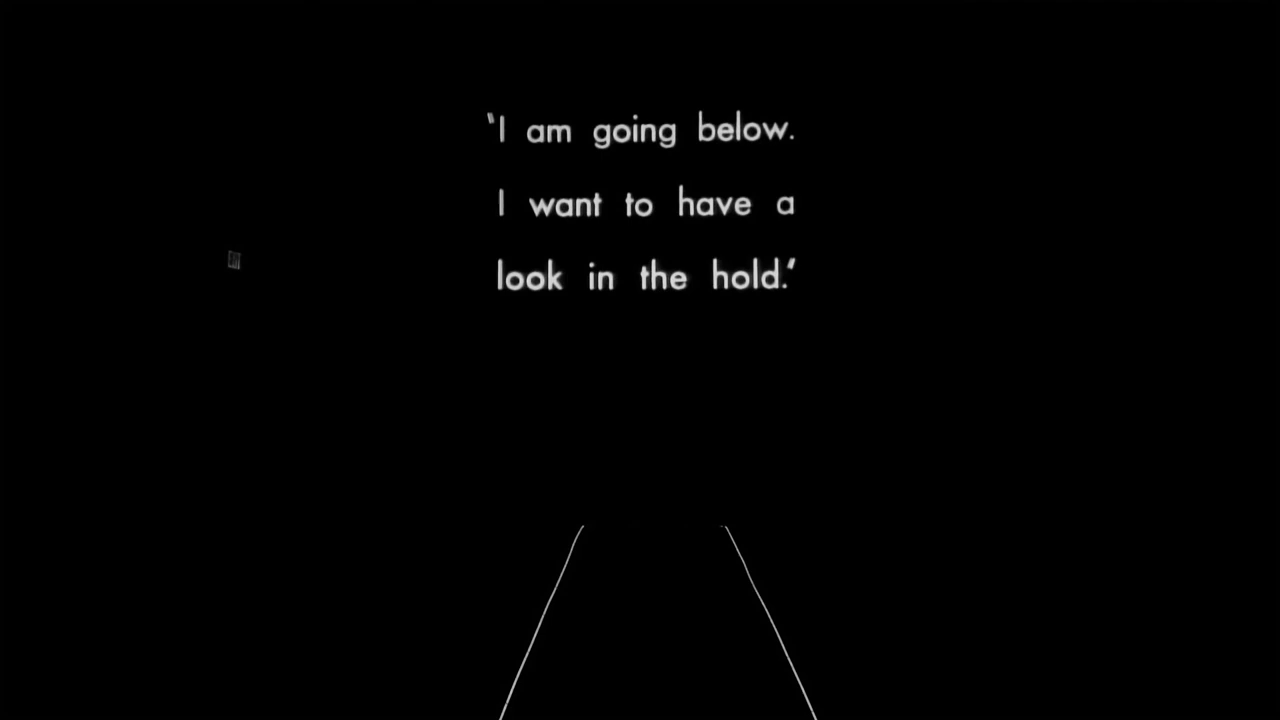 ‛I am going below.
I want to have a
look in the hold.‘